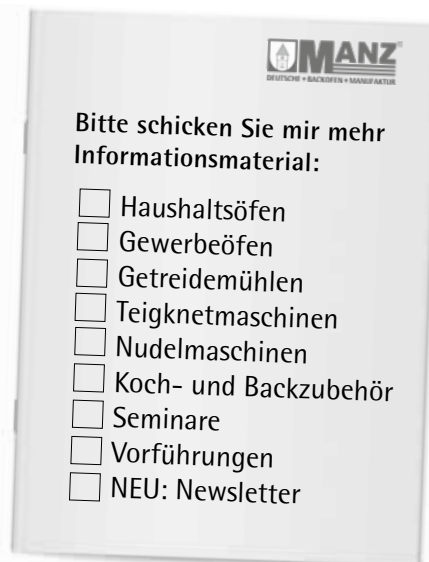 MANZ
DEUTSCHE • BACKOFEN • MANUFAKTUR
Bitte schicken Sie mir mehr
Informationsmaterial:
Haushaltsöfen
Gewerbeöfen
Getreidemühlen
Teigknetmaschinen
Nudelmaschinen
Koch- und Backzubehör
Seminare
Vorführungen
NEU: Newsletter